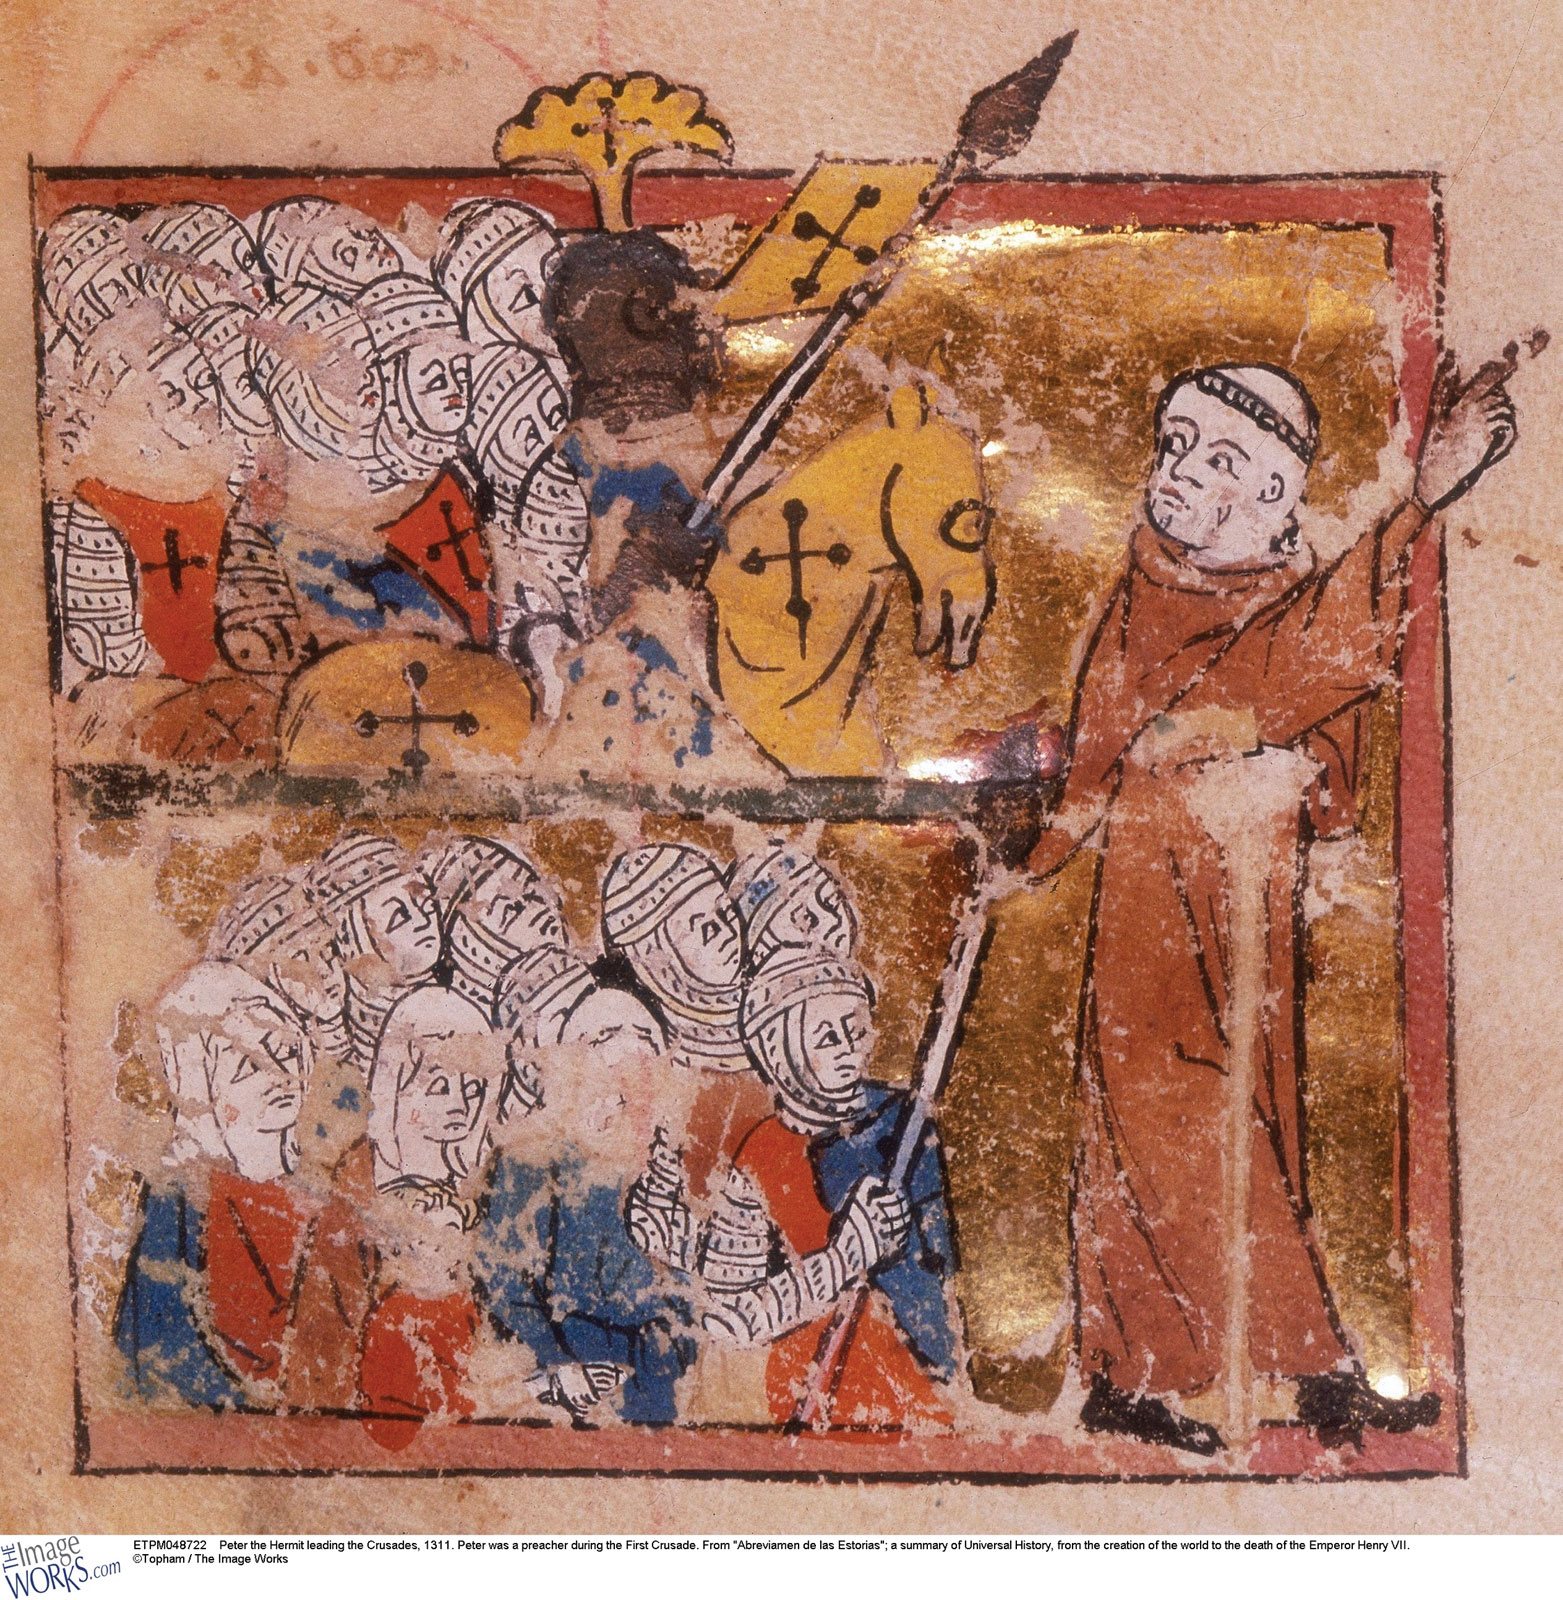 THE Image WORKS.com
ETPM048722 Peter the Hermit leading the Crusades, 1311. Peter was a preacher during the First Crusade. From "Abreviamen de las Estorias"; a summary of Universal History, from the creation of the world to the death of the Emperor Henry VII.
©Topham / The Image Works